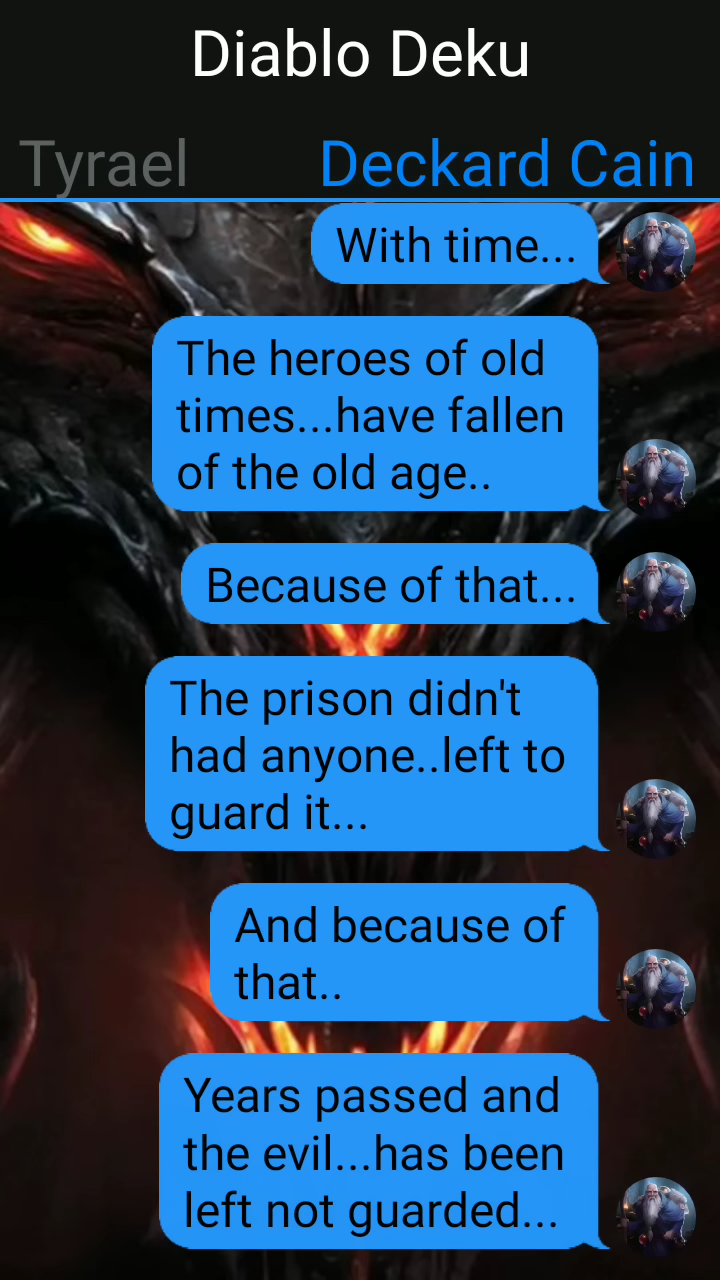 Diablo Deku
Tyrael
Deckard Cain
With time...
The heroes of old
times...have fallen
of the old age..
Because of that...
The prison didn't
had anyone..left to
guard it...
And because of
that..
Years passed and
the evil...has been
left not guarded...